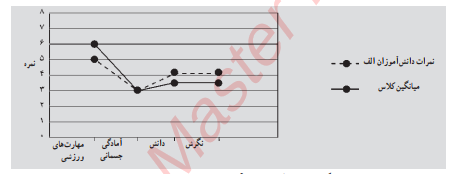 ۸
۷
۶
۵
۴
۳
۲
۱
۰
نمره
مهارت‌های ورزشی
آمادگی جسمانی
دانش
نگرش
نمرات دانش‌آموزان الف
میانگین کلاس
Master